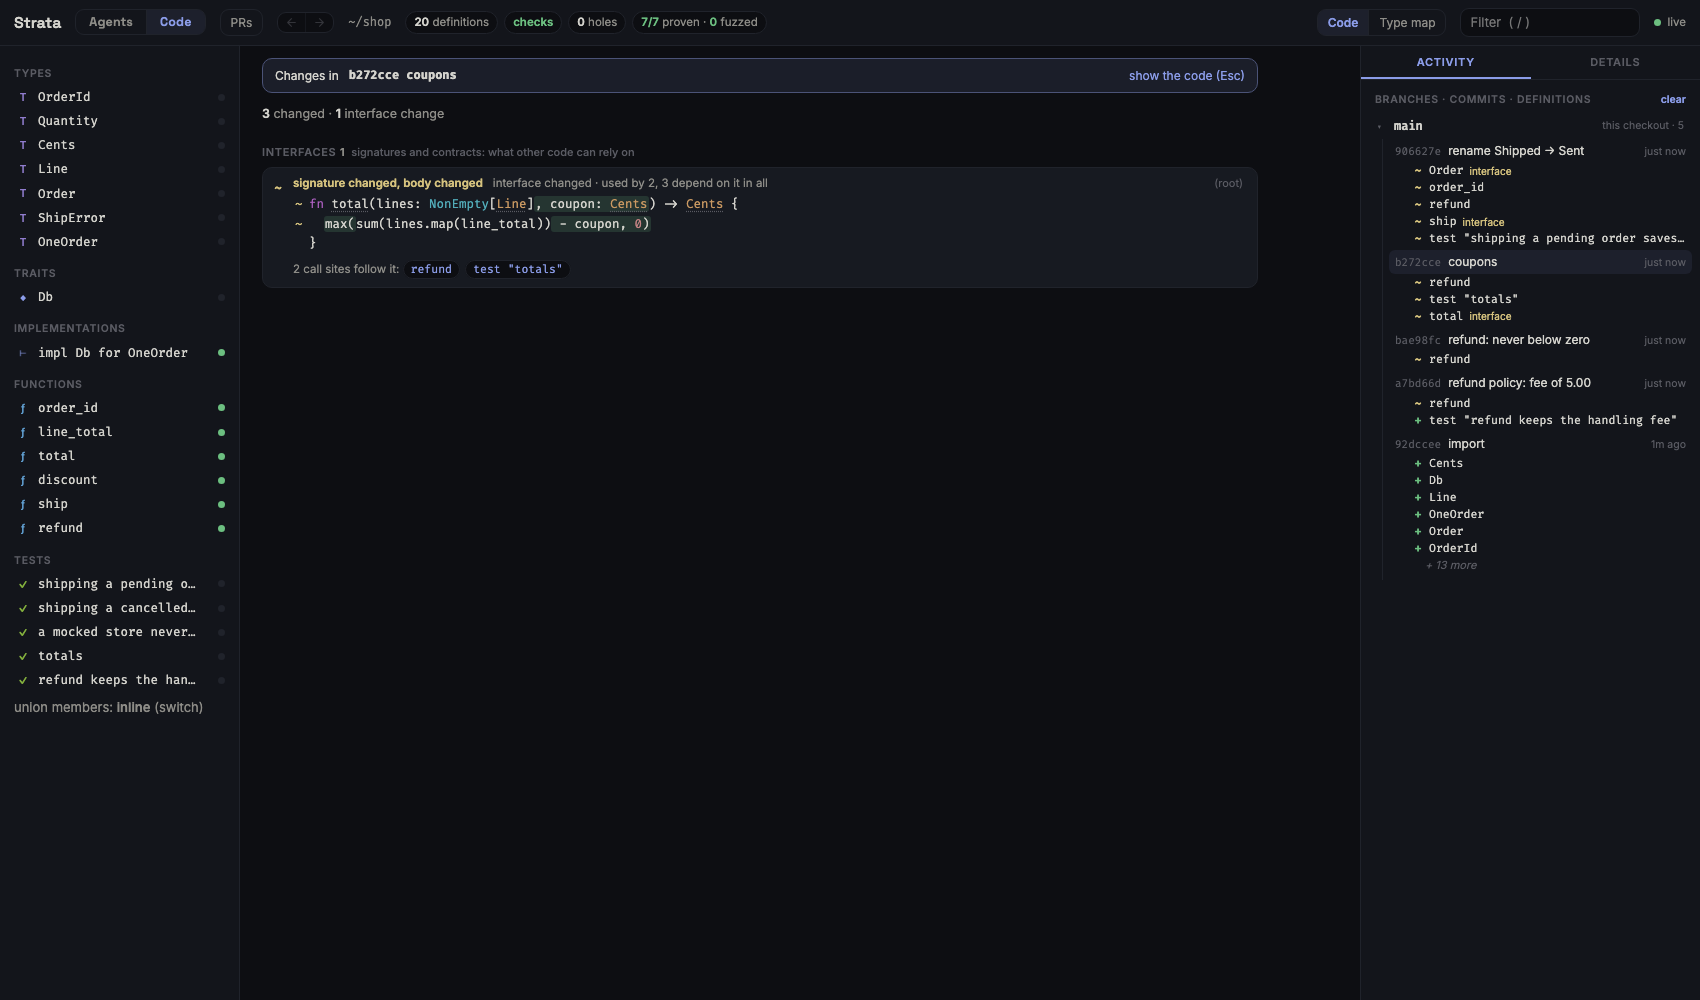 Strata Agents Code PRs ← → ~/shop 20 definitions checks 0 holes 7/7 proven · 0 fuzzed Code Type map Filter (/) live
TYPES
T OrderId
T Quantity
T Cents
T Line
T Order
T ShipError
T OneOrder
TRAITS
◆ Db
IMPLEMENTATIONS
⊢ impl Db for OneOrder
FUNCTIONS
ƒ order_id
ƒ line_total
ƒ total
ƒ discount
ƒ ship
ƒ refund
TESTS
✓ shipping a pending o…
✓ shipping a cancelled…
✓ a mocked store never…
✓ totals
✓ refund keeps the han…
union members: inline (switch)
Changes in b272cce coupons show the code (Esc)
3 changed · 1 interface change
INTERFACES 1 signatures and contracts: what other code can rely on
~ signature changed, body changed interface changed · used by 2, 3 depend on it in all (root)
~ fn total(lines: NonEmpty[Line], coupon: Cents) → Cents {
~ max(sum(lines.map(line_total)) - coupon, 0)
}
2 call sites follow it: refund test "totals"
ACTIVITY DETAILS
BRANCHES · COMMITS · DEFINITIONS clear
main this checkout · 5
906627e rename Shipped → Sent just now
~ Order interface
~ order_id
~ refund
~ ship interface
~ test "shipping a pending order saves…
b272cce coupons just now
~ refund
~ test "totals"
~ total interface
bae98fc refund: never below zero just now
~ refund
a7bd66d refund policy: fee of 5.00 just now
~ refund
+ test "refund keeps the handling fee"
92dccee import 1m ago
+ Cents
+ Db
+ Line
+ OneOrder
+ Order
+ OrderId
+ 13 more